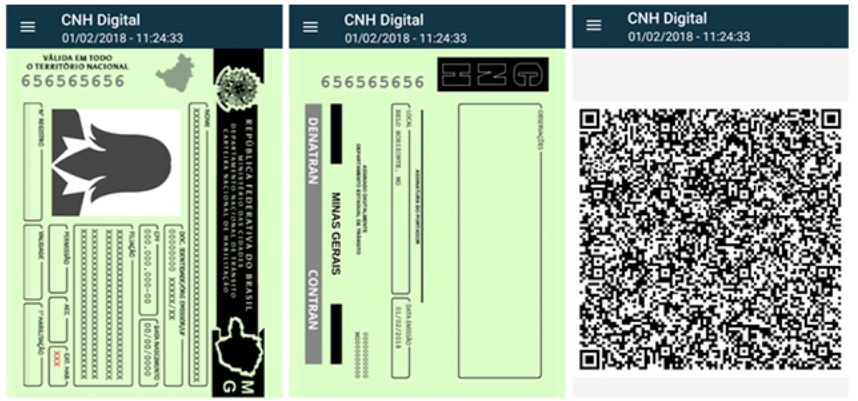 CNH Digital
01/02/2018 - 11:24:33
VÁLIDA EM TODO
O TERRITÓRIO NACIONAL
656565656
REPÚBLICA FEDERATIVA DO BRASIL
MINISTÉRIO DAS CIDADES
DEPARTAMENTO NACIONAL DE TRÂNSITO
CARTEIRA NACIONAL DE HABILITAÇÃO
NOME
XXXXXXXXXXXXXXXXXXXXXXXXXXXXXXXXXXX
DOC. IDENTIDADE/ÓRG EMISSOR/UF
00000000 XXXXX/XX
CPF
000.000.000-00
DATA NASCIMENTO
00/00/0000
FILIAÇÃO
PERMISSÃO
ACC
CAT. HAB.
XXX
Nº REGISTRO
VALIDADE
1ª HABILITAÇÃO
MG
CNH Digital
01/02/2018 - 11:24:33
656565656
CNH
OBSERVAÇÕES
ASSINATURA DO PORTADOR
LOCAL
BELO HORIZONTE, MG
DATA EMISSÃO
01/02/2018
ASSINADO DIGITALMENTE
DEPARTAMENTO ESTADUAL DE TRÂNSITO
MINAS GERAIS
DENATRAN
CONTRAN
CNH Digital
01/02/2018 - 11:24:33